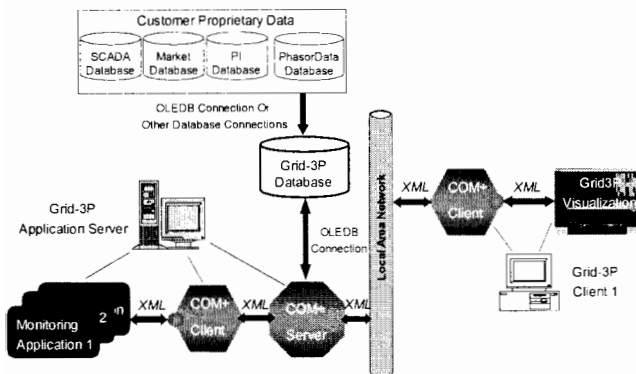 Customer Proprietary Data
SCADA
Database
Market
Database
PI
Database
PhasorData
Database
OLEDB Connection Or
Other Database Connections
Grid-3P
Database
Grid-3P
Application Server
OLEDB
Connection
Local Area Network
XML
COM+
Client
XML
Grid3P
Visualization
Grid-3P
Client 1
2
Monitoring
Application 1
XML
COM+
Client
XML
COM+
Server
XML